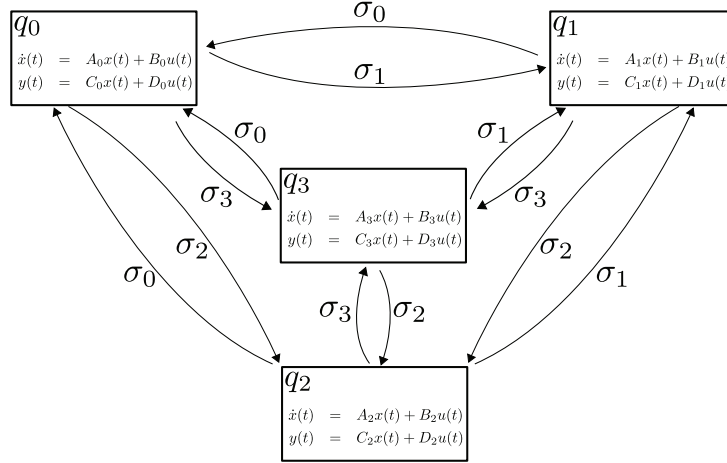 σ₀
q₀
ẋ(t) = A₀x(t) + B₀u(t)
y(t) = C₀x(t) + D₀u(t)
q₁
ẋ(t) = A₁x(t) + B₁u(t)
y(t) = C₁x(t) + D₁u(t)
σ₁
σ₀
σ₁
σ₃
σ₃
q₃
ẋ(t) = A₃x(t) + B₃u(t)
y(t) = C₃x(t) + D₃u(t)
σ₀
σ₂
σ₂
σ₁
σ₃
σ₂
q₂
ẋ(t) = A₂x(t) + B₂u(t)
y(t) = C₂x(t) + D₂u(t)